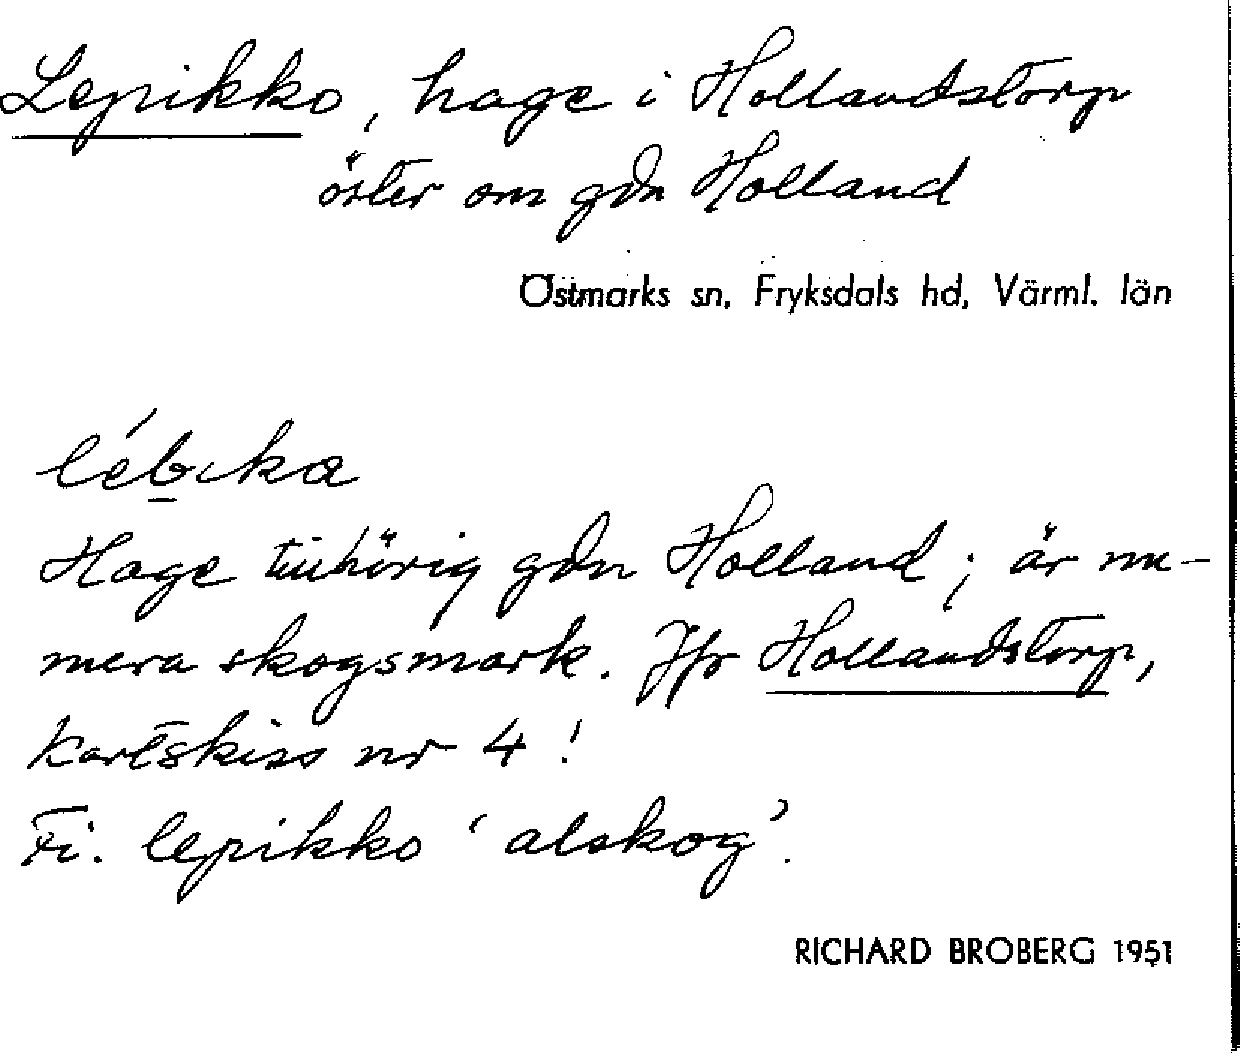 Lepikko, hage i Hollandstorp
öster om gdn Holland
Östmarks sn, Fryksdals hd, Värml. län
lébika
Hage tillhörig gdn Holland; är nu-
mera skogsmark. Jfr Hollandstorp,
Kartskiss nr 4!
Fi. lepikko 'alskog'.
RICHARD BROBERG 1951